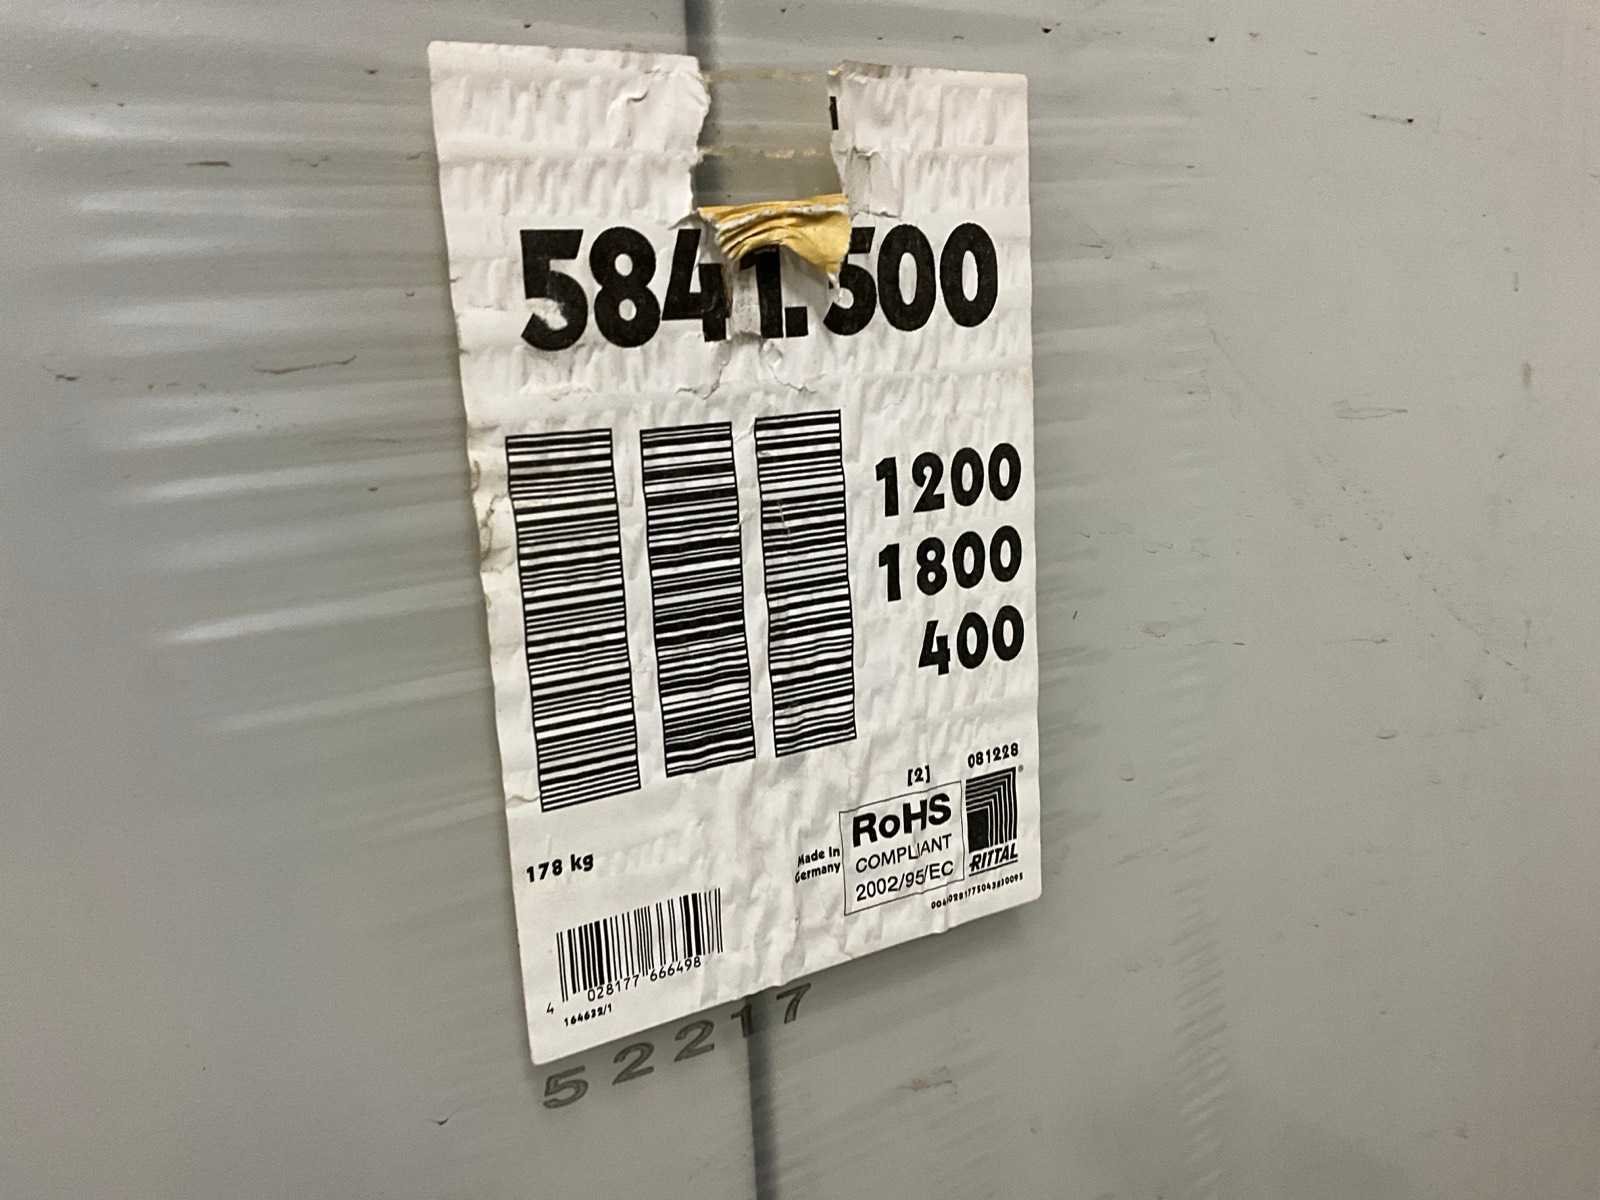 5841.500
1200
1800
400
081228
[2]
RoHS
COMPLIANT
2002/95/EC
Made in
Germany
RITTAL
178 kg
4 028177 666498
164632/1
52217